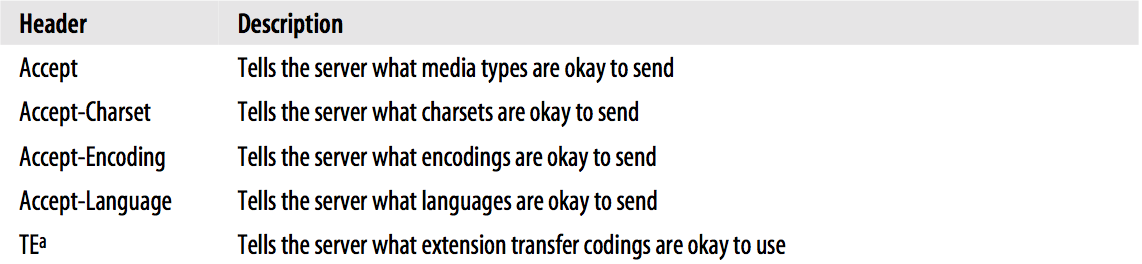 Header Description
Accept Tells the server what media types are okay to send
Accept-Charset Tells the server what charsets are okay to send
Accept-Encoding Tells the server what encodings are okay to send
Accept-Language Tells the server what languages are okay to send
TEᵃ Tells the server what extension transfer codings are okay to use